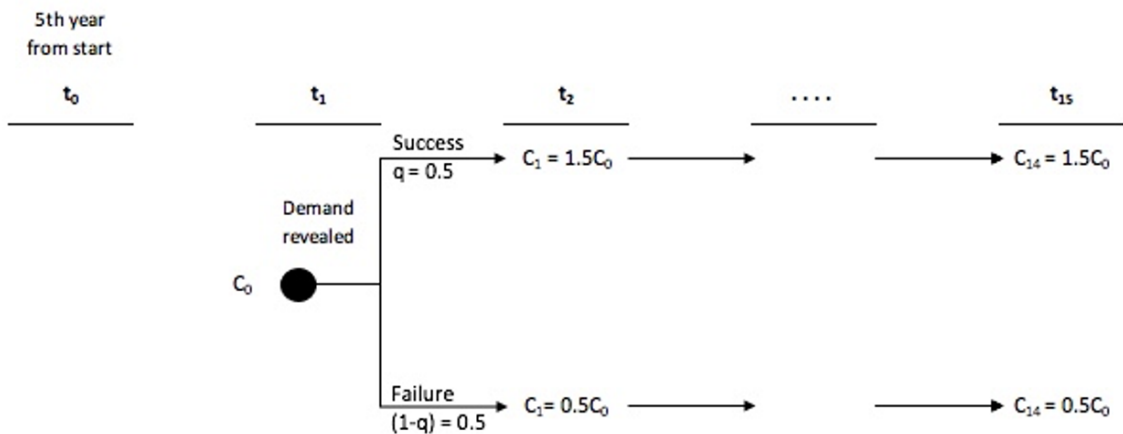 5th year
from start
t₀
t₁
t₂
....
t₁₅
Success
q = 0.5
C₁ = 1.5C₀
C₁₄ = 1.5C₀
Demand
revealed
C₀
Failure
(1-q) = 0.5
C₁= 0.5C₀
C₁₄ = 0.5C₀